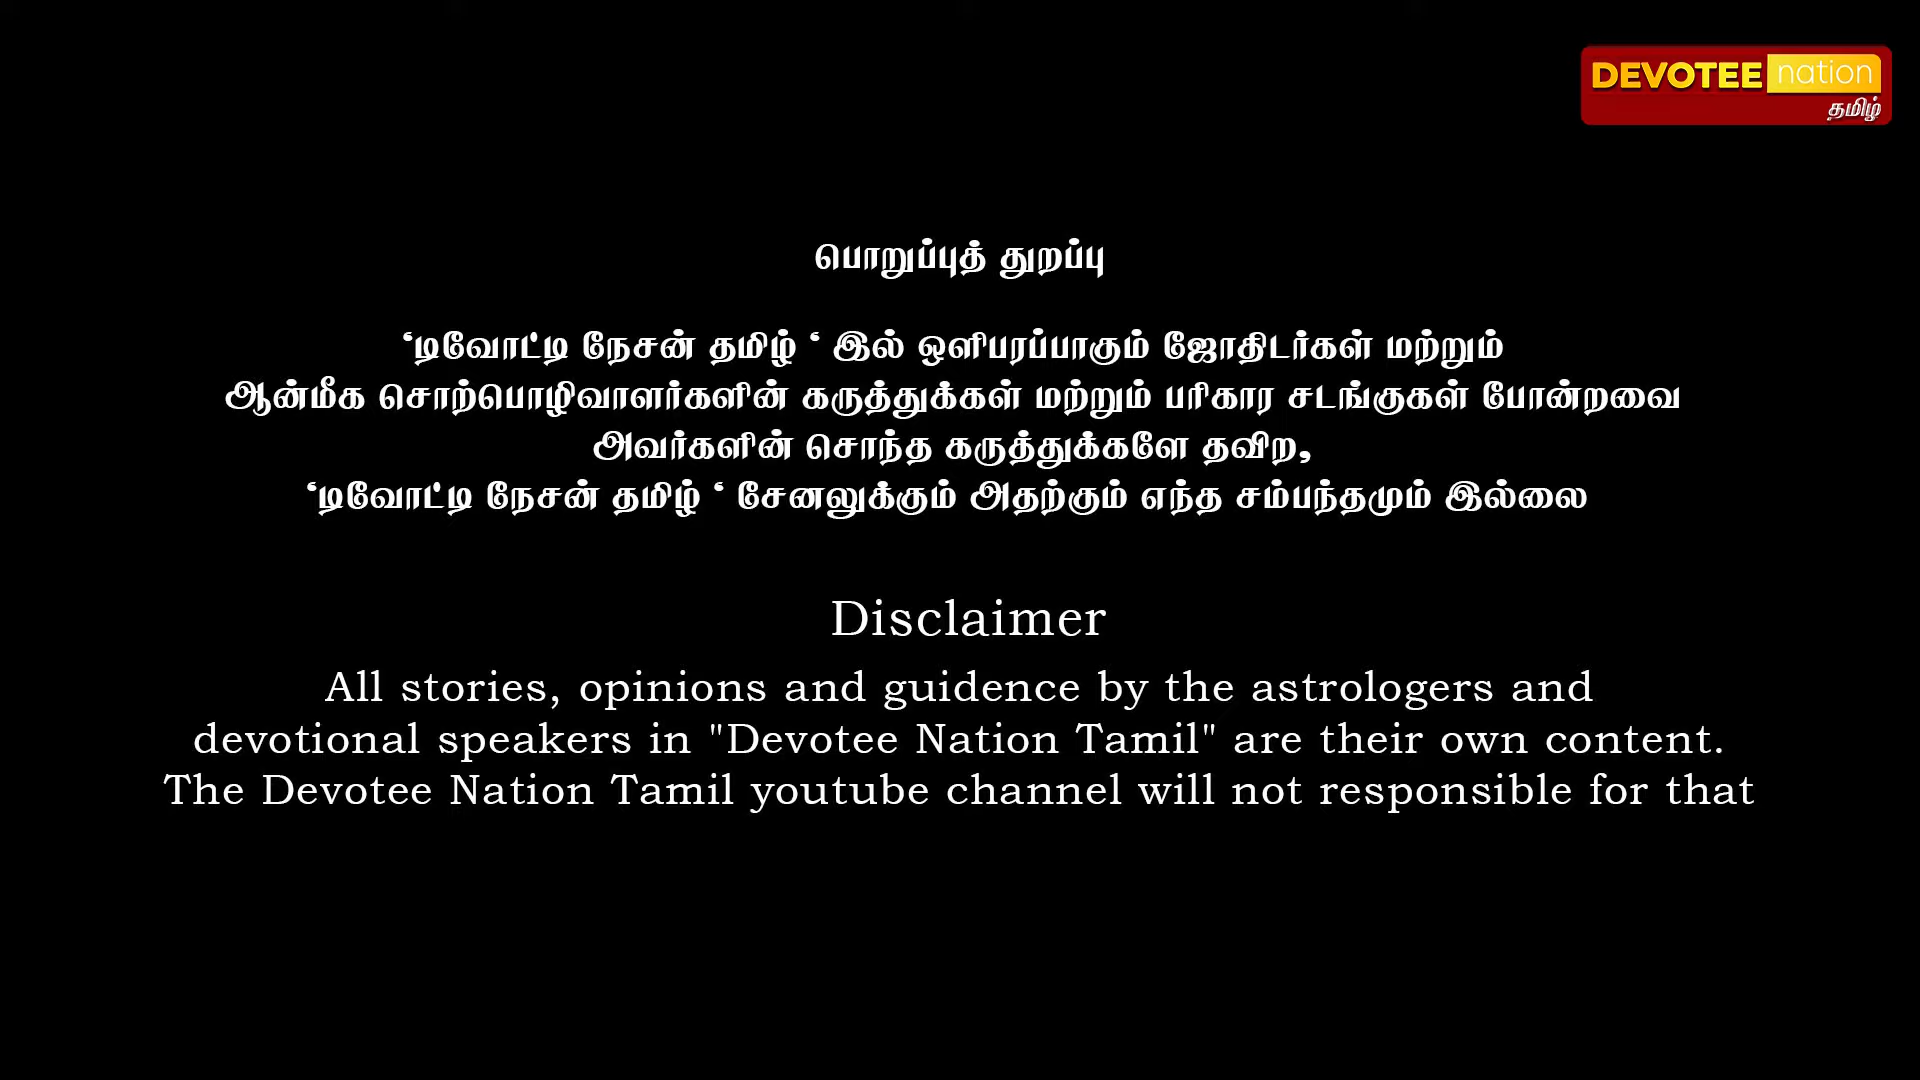 DEVOTEE nation
தமிழ்
பொறுப்புத் துறப்பு
‘டிவோட்டி நேசன் தமிழ் ‘ இல் ஒளிபரப்பாகும் ஜோதிடர்கள் மற்றும்
ஆன்மீக சொற்பொழிவாளர்களின் கருத்துக்கள் மற்றும் பரிகார சடங்குகள் போன்றவை
அவர்களின் சொந்த கருத்துக்களே தவிற,
‘டிவோட்டி நேசன் தமிழ் ‘ சேனலுக்கும் அதற்கும் எந்த சம்பந்தமும் இல்லை
Disclaimer
All stories, opinions and guidence by the astrologers and
devotional speakers in "Devotee Nation Tamil" are their own content.
The Devotee Nation Tamil youtube channel will not responsible for that